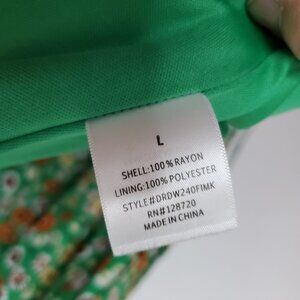 L
SHELL:100%RAYON
LINING:100% POLYESTER
STYLE#DRDW240FIMK
RN#128720
MADE IN CHINA